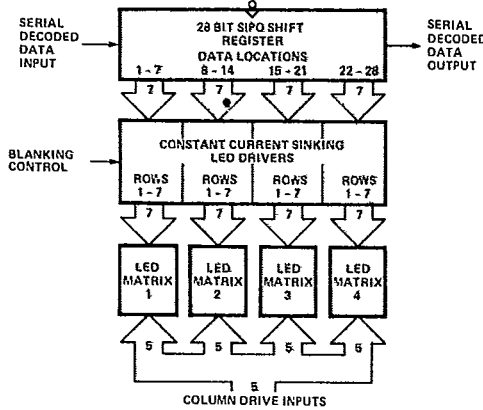 SERIAL DECODED DATA INPUT
28 BIT SIPO SHIFT
REGISTER
DATA LOCATIONS
1-7 8-14 15-21 22-28
7 7 7 7
SERIAL DECODED DATA OUTPUT
BLANKING CONTROL
CONSTANT CURRENT SINKING
LED DRIVERS
ROWS ROWS ROWS ROWS
1-7 1-7 1-7 1-7
7 7 7 7
LED MATRIX 1
LED MATRIX 2
LED MATRIX 3
LED MATRIX 4
5 5 5 5
5
COLUMN DRIVE INPUTS